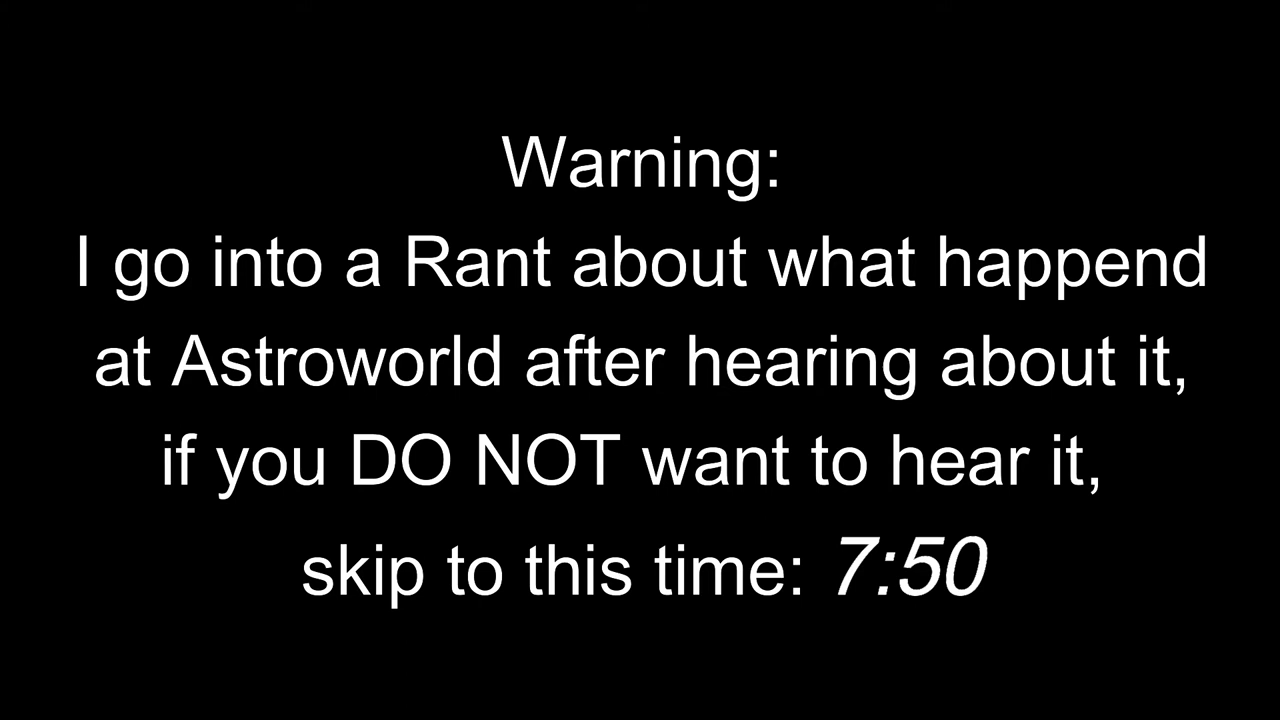 Warning:
I go into a Rant about what happend
at Astroworld after hearing about it,
if you DO NOT want to hear it,
skip to this time: 7:50